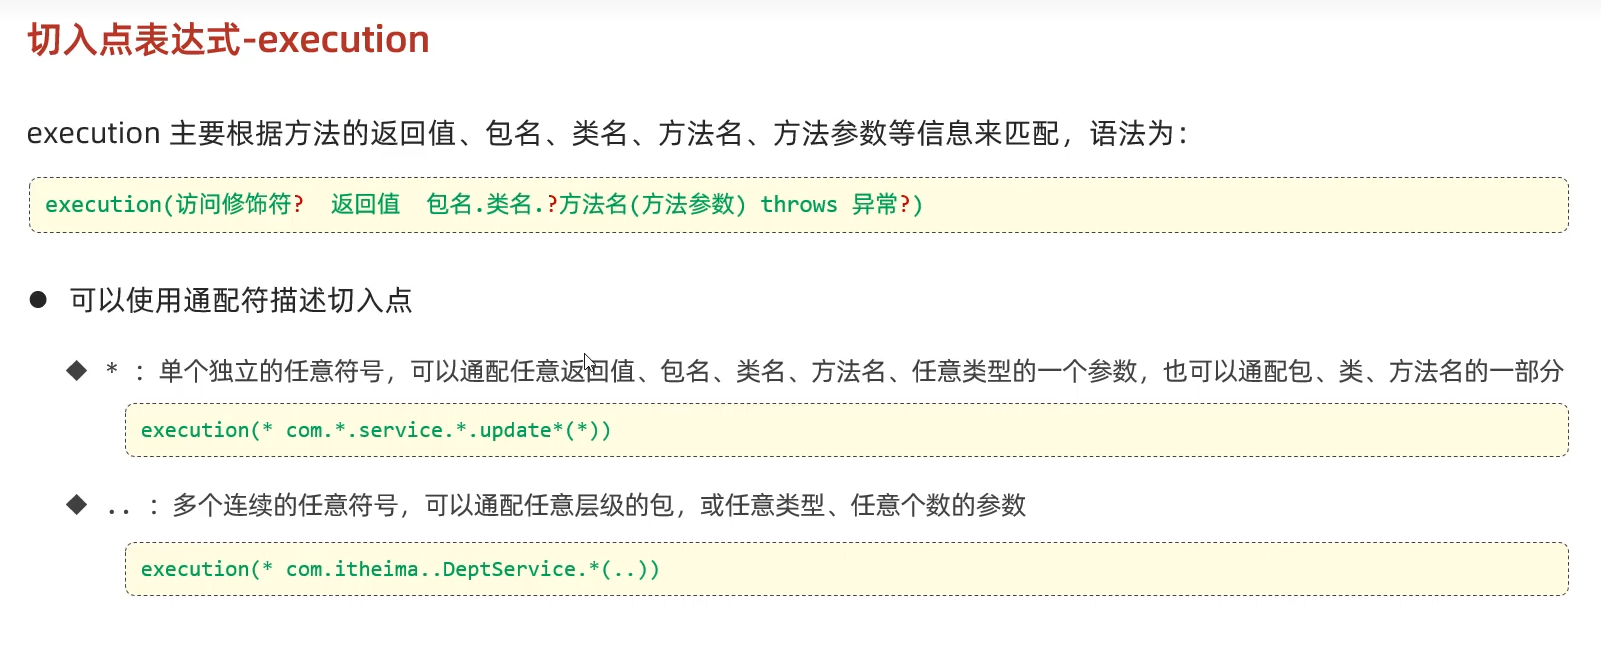 切入点表达式-execution
execution 主要根据方法的返回值、包名、类名、方法名、方法参数等信息来匹配，语法为：
execution(访问修饰符?  返回值  包名.类名.?方法名(方法参数) throws 异常?)
● 可以使用通配符描述切入点
◆ * ：单个独立的任意符号，可以通配任意返回值、包名、类名、方法名、任意类型的一个参数，也可以通配包、类、方法名的一部分
execution(* com.*.service.*.update*(*))
◆ .. ：多个连续的任意符号，可以通配任意层级的包，或任意类型、任意个数的参数
execution(* com.itheima..DeptService.*(..))